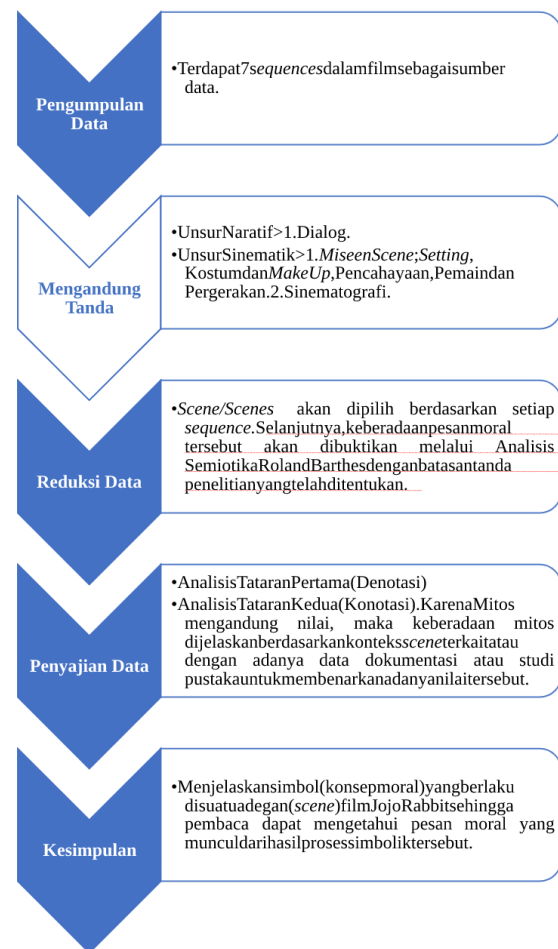 Pengumpulan
Data
•Terdapat7sequencesdalamfilmsebagaisumber
data.
Mengandung
Tanda
•UnsurNaratif>1.Dialog.
•UnsurSinematik>1.MiseenScene;Setting,
KostumdanMakeUp,Pencahayaan,Pemaindan
Pergerakan.2.Sinematografi.
Reduksi Data
•Scene/Scenes akan dipilih berdasarkan setiap
sequence.Selanjutnya,keberadaanpesanmoral
tersebut akan dibuktikan melalui Analisis
SemiotikaRolandBarthesdenganbatasantanda
penelitianyangtelahditentukan.
Penyajian Data
•AnalisisTataranPertama(Denotasi)
•AnalisisTataranKedua(Konotasi).KarenaMitos
mengandung nilai, maka keberadaan mitos
dijelaskanberdasarkankontekssceneterkaitatau
dengan adanya data dokumentasi atau studi
pustakauntukmembenarkanadanyanilaitersebut.
Kesimpulan
•Menjelaskansimbol(konsepmoral)yangberlaku
disuatuadegan(scene)filmJojoRabbitsehingga
pembaca dapat mengetahui pesan moral yang
munculdarihasilprosessimboliktersebut.